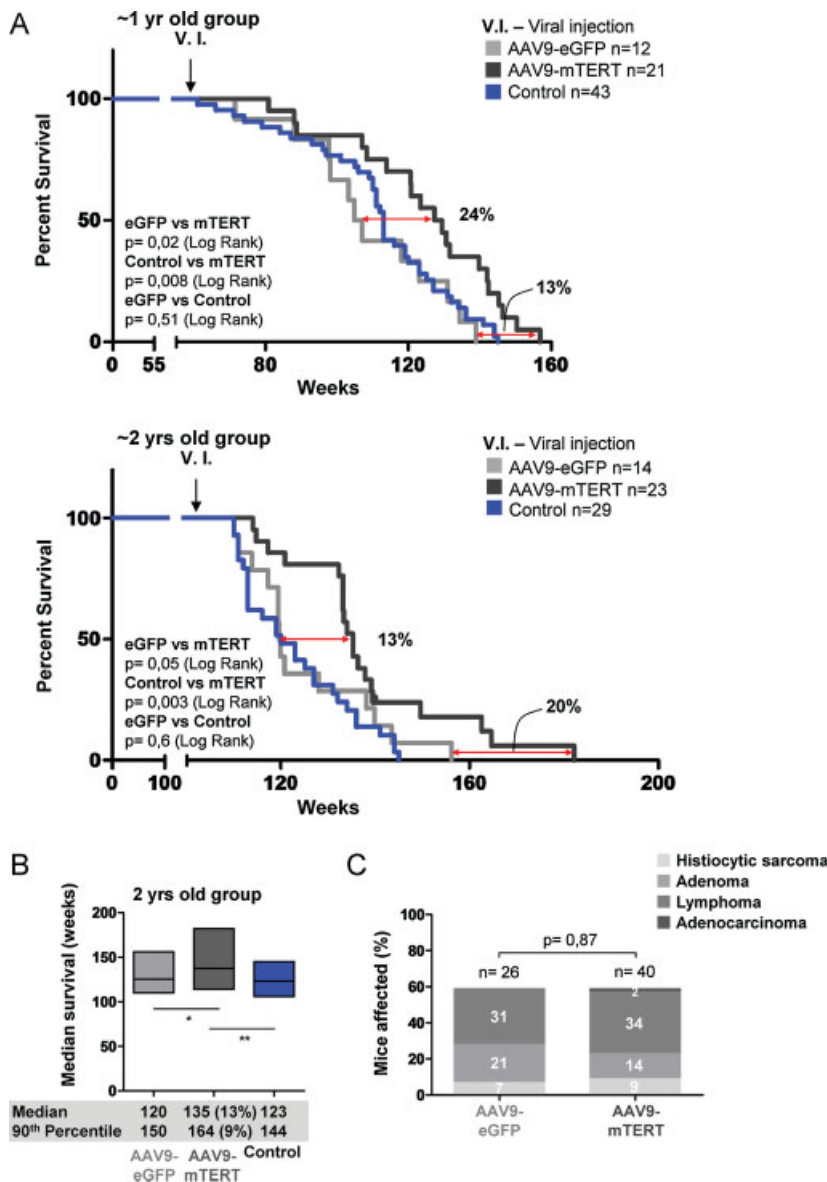 A
~1 yr old group
V. I.
V.I. – Viral injection
AAV9-eGFP n=12
AAV9-mTERT n=21
Control n=43
Percent Survival
100
50
0
24%
13%
eGFP vs mTERT
p= 0,02 (Log Rank)
Control vs mTERT
p= 0,008 (Log Rank)
eGFP vs Control
p= 0,51 (Log Rank)
0 55 80 120 160
Weeks
~2 yrs old group
V. I.
V.I. – Viral injection
AAV9-eGFP n=14
AAV9-mTERT n=23
Control n=29
Percent Survival
100
50
0
13%
20%
eGFP vs mTERT
p= 0,05 (Log Rank)
Control vs mTERT
p= 0,003 (Log Rank)
eGFP vs Control
p= 0,6 (Log Rank)
0 100 120 160 200
Weeks
B
2 yrs old group
Median survival (weeks)
200
150
100
50
0
*
**
Median 120 135 (13%) 123
90th Percentile 150 164 (9%) 144
AAV9-eGFP
AAV9-mTERT
Control
C
Histiocytic sarcoma
Adenoma
Lymphoma
Adenocarcinoma
Mice affected (%)
100
80
60
40
20
0
p= 0,87
n= 26 n= 40
2
31 34
21 14
7 9
AAV9-eGFP
AAV9-mTERT